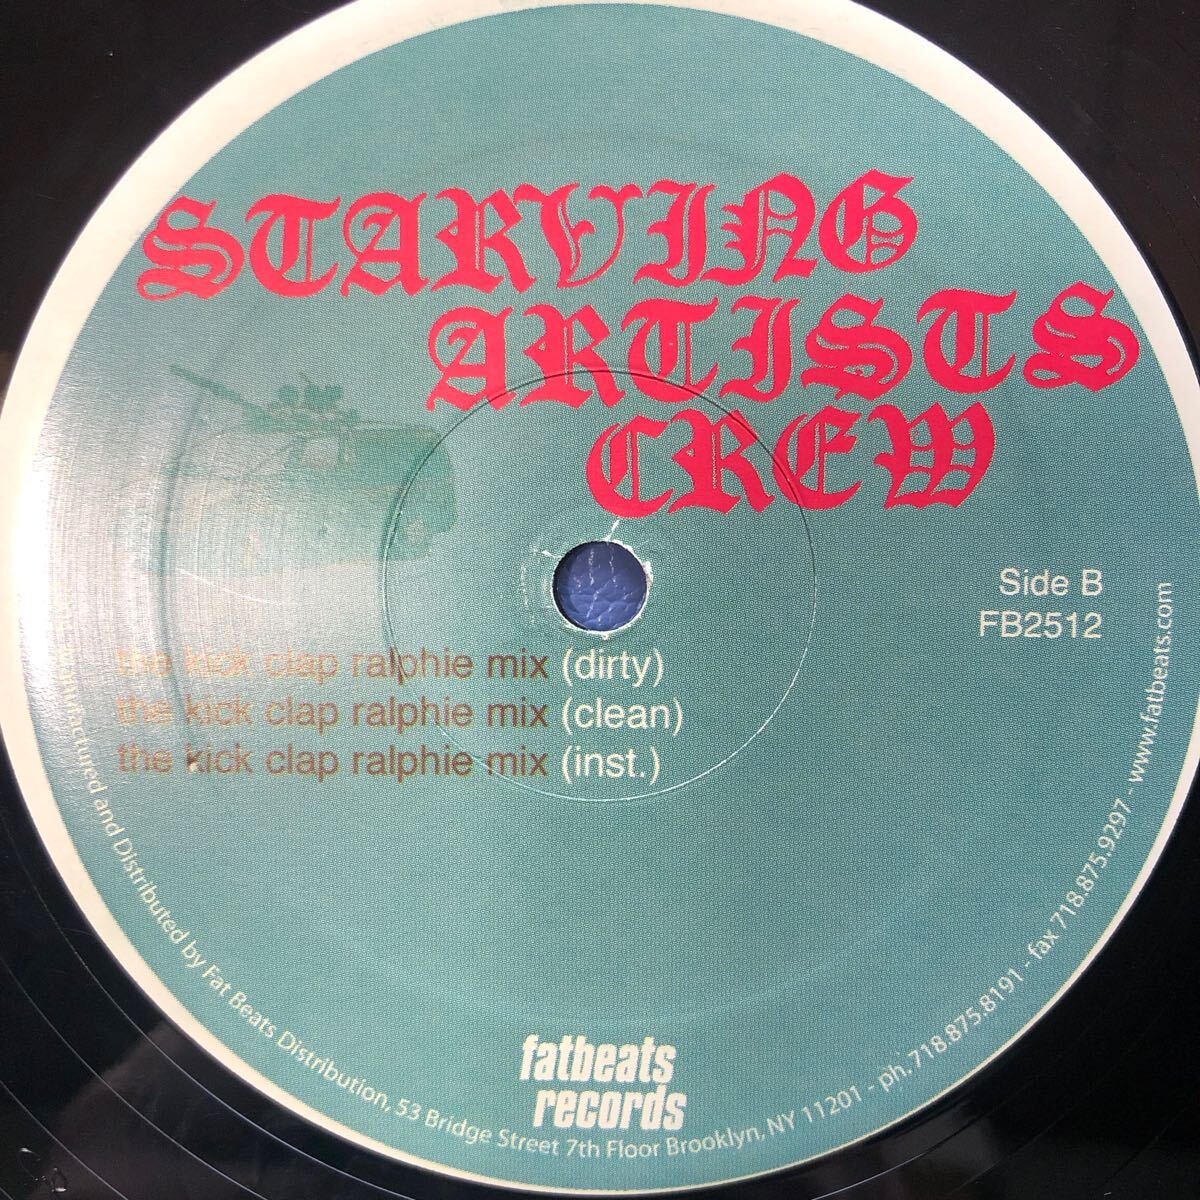 STARVING
ARTISTS
CREW
Side B
FB2512
the kick clap ralphie mix (dirty)
the kick clap ralphie mix (clean)
the kick clap ralphie mix (inst.)
fatbeats
records
Manufactured and Distributed by Fat Beats Distribution, 53 Bridge Street 7th Floor Brooklyn, NY 11201 - ph. 718.875.8191 - fax 718.875.9297 - www.fatbeats.com